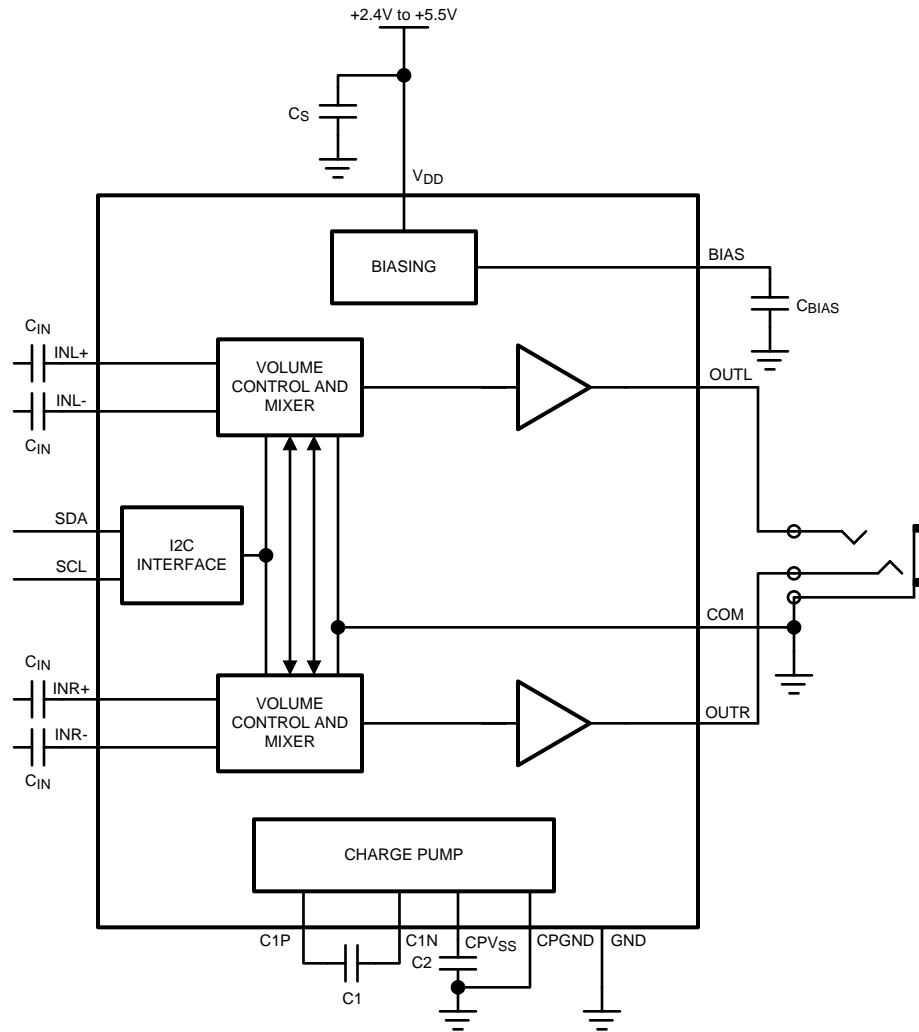 +2.4V to +5.5V
CS
VDD
BIASING
BIAS
CBIAS
CIN
INL+
INL-
CIN
VOLUME
CONTROL AND
MIXER
OUTL
SDA
SCL
I2C
INTERFACE
COM
CIN
INR+
INR-
CIN
VOLUME
CONTROL AND
MIXER
OUTR
CHARGE PUMP
C1P
C1N
CPVSS
CPGND
GND
C2
C1